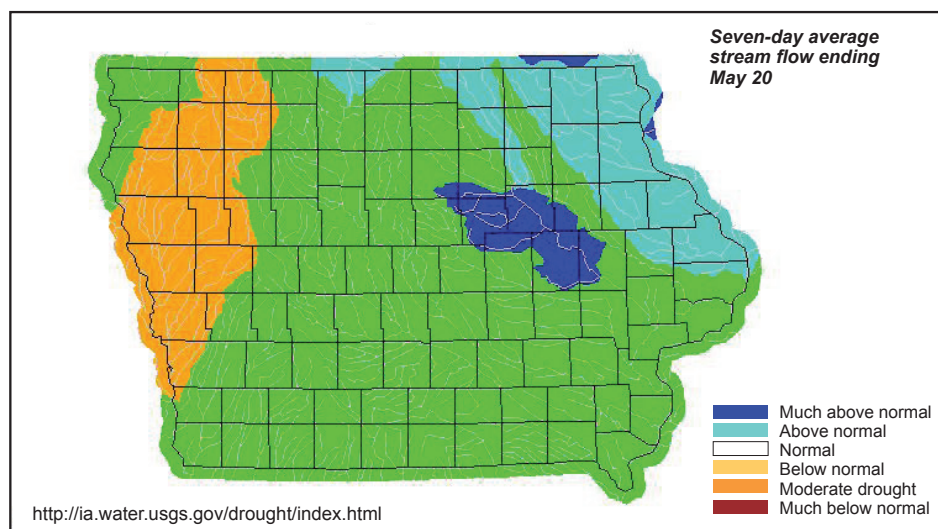 Seven-day average
stream flow ending
May 20
Much above normal
Above normal
Normal
Below normal
Moderate drought
Much below normal
http://ia.water.usgs.gov/drought/index.html